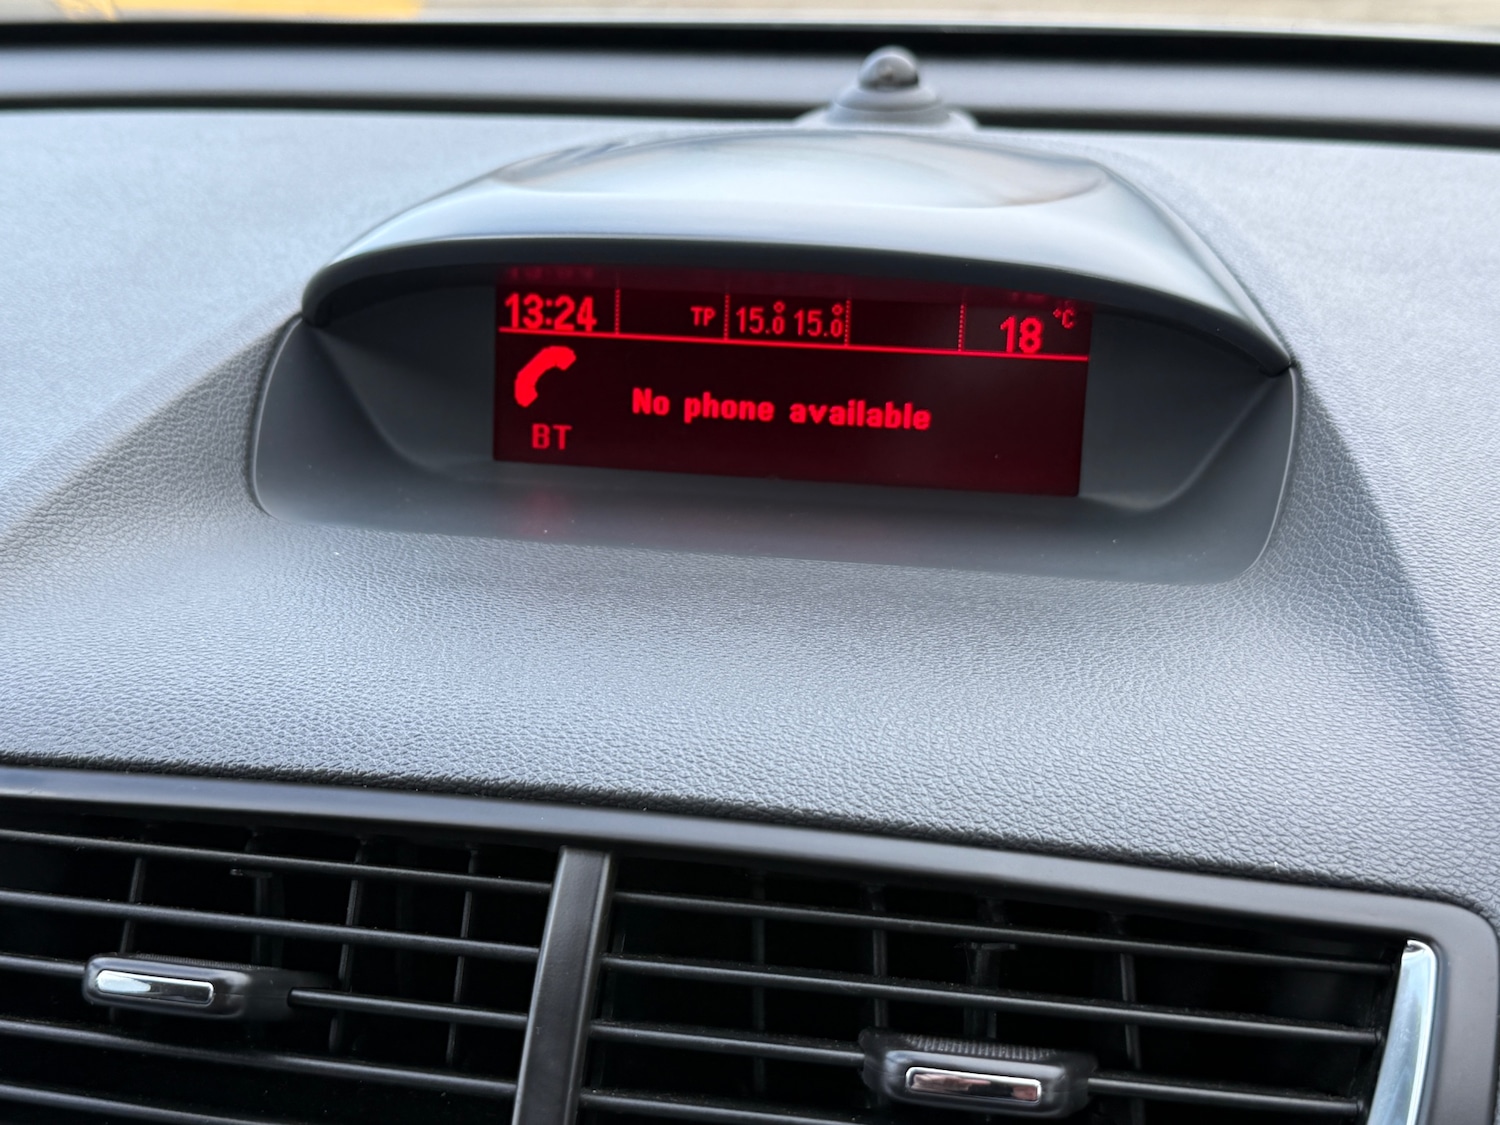 13:24 TP 15.0° 15.0° 18 °C
No phone available
BT